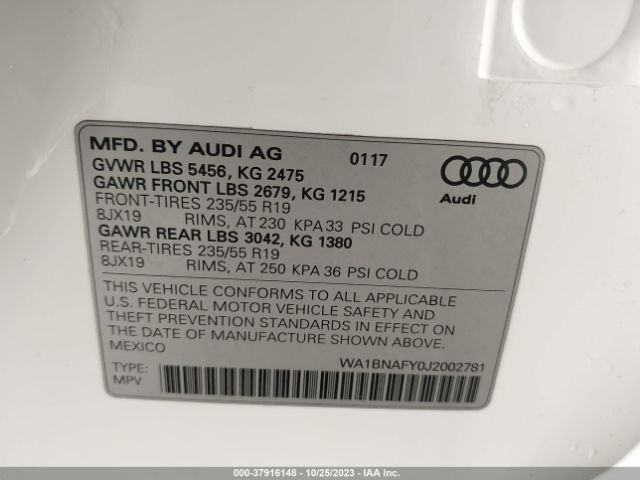 MFD. BY AUDI AG 0117
GVWR LBS 5456, KG 2475
GAWR FRONT LBS 2679, KG 1215
FRONT-TIRES 235/55 R19
8JX19 RIMS, AT 230 KPA 33 PSI COLD
GAWR REAR LBS 3042, KG 1380
REAR-TIRES 235/55 R19
8JX19 RIMS, AT 250 KPA 36 PSI COLD
Audi
THIS VEHICLE CONFORMS TO ALL APPLICABLE
U.S. FEDERAL MOTOR VEHICLE SAFETY AND
THEFT PREVENTION STANDARDS IN EFFECT ON
THE DATE OF MANUFACTURE SHOWN ABOVE.
MEXICO
TYPE: WA1BNAFY0J2002781
MPV
000-37916148 - 10/25/2023 - IAA Inc.